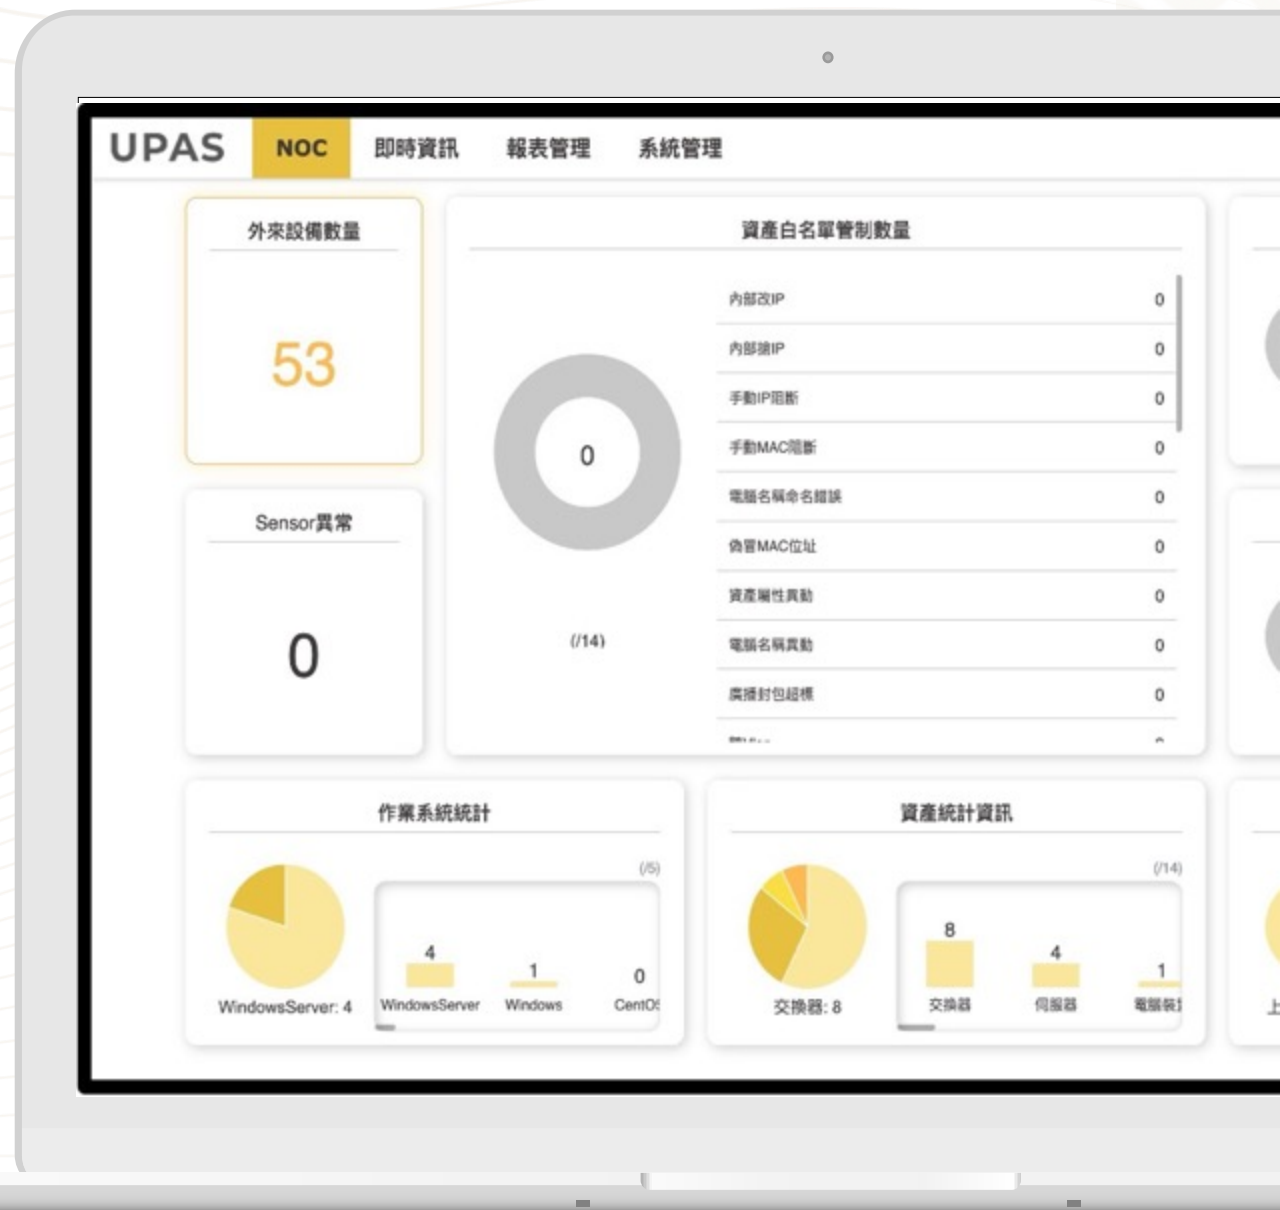 UPAS NOC 即時資訊 報表管理 系統管理
外來設備數量
53
資產白名單管制數量
內部改IP 0
內部搶IP 0
手動IP阻斷 0
手動MAC阻斷 0
電腦名稱命名錯誤 0
偽冒MAC位址 0
資產屬性異動 0
電腦名稱異動 0
廣播封包超標 0
0
(/14)
Sensor異常
0
作業系統統計
(/5)
4 1 0
WindowsServer Windows
WindowsServer: 4
資產統計資訊
(/14)
8 4 1
交換器 伺服器
交換器: 8